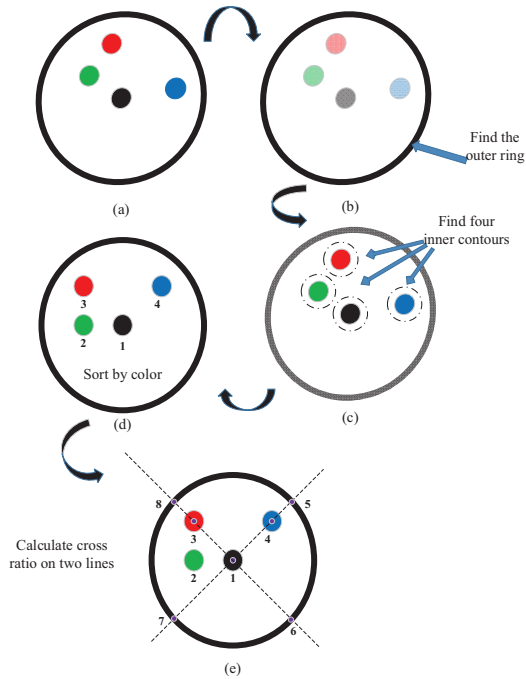 (a)
(b)
Find the
outer ring
Find four
inner contours
3
4
2
1
Sort by color
(d)
(c)
8
5
3
4
Calculate cross
ratio on two lines
2
1
7
6
(e)